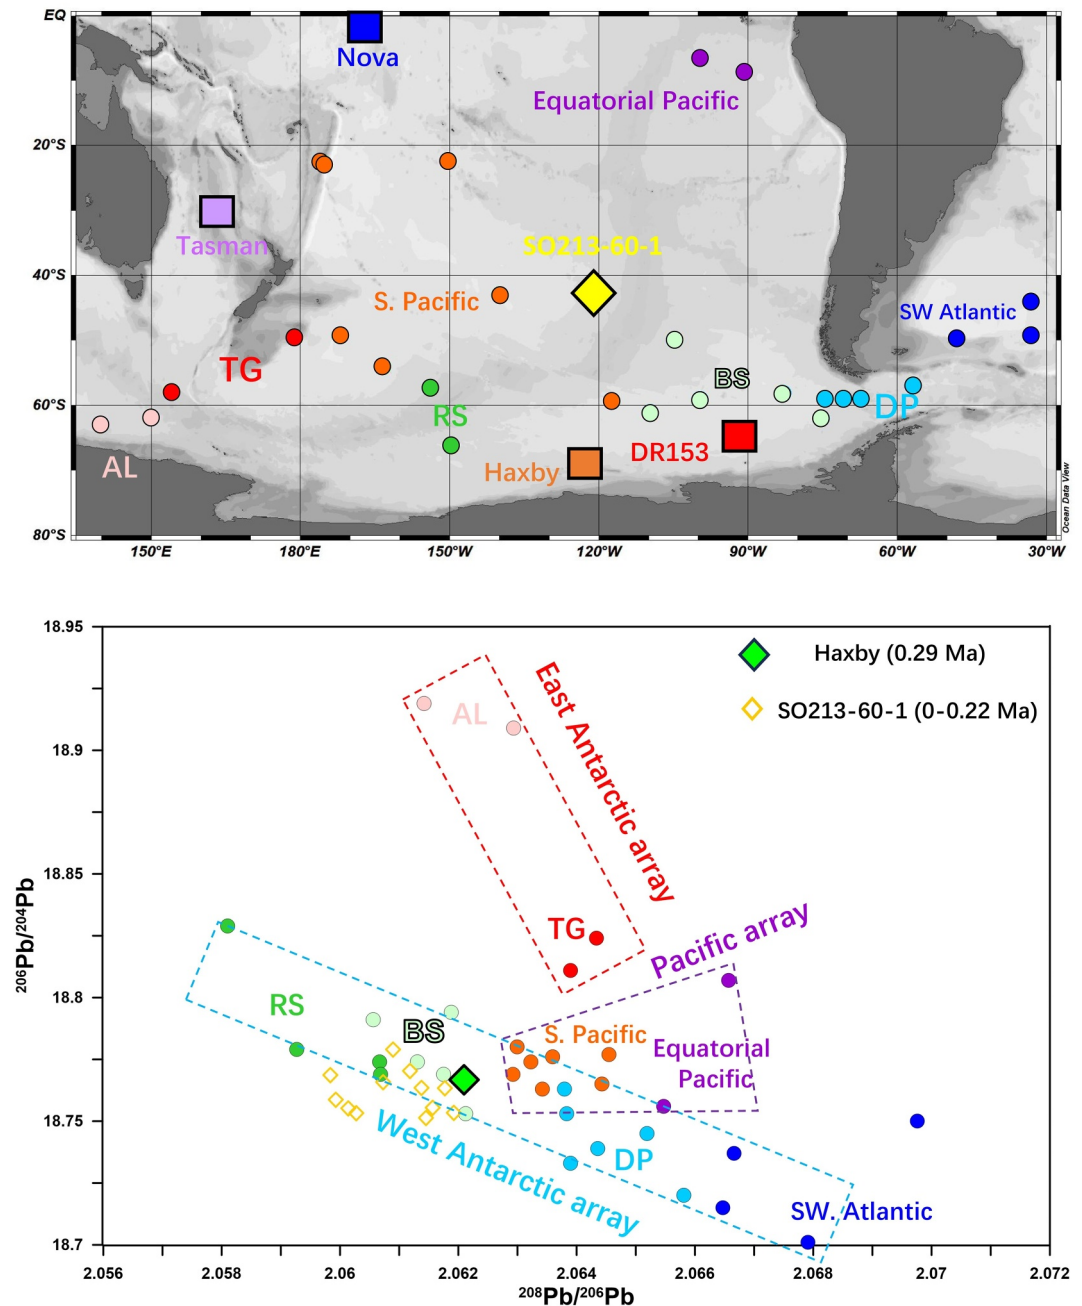 EQ
Nova
Equatorial Pacific
20°S
Tasman
SO213-60-1
40°S
S. Pacific
SW Atlantic
TG
BS
DP
60°S
RS
AL
Haxby
DR153
80°S
150°E
180°E
150°W
120°W
90°W
60°W
30°W
Ocean Data View
18.95
Haxby (0.29 Ma)
SO213-60-1 (0-0.22 Ma)
AL
East Antarctic array
18.9
18.85
TG
Pacific array
206Pb/204Pb
18.8
RS
BS
S. Pacific
Equatorial
Pacific
18.75
West Antarctic array
DP
SW. Atlantic
18.7
2.056
2.058
2.06
2.062
2.064
2.066
2.068
2.07
2.072
208Pb/206Pb